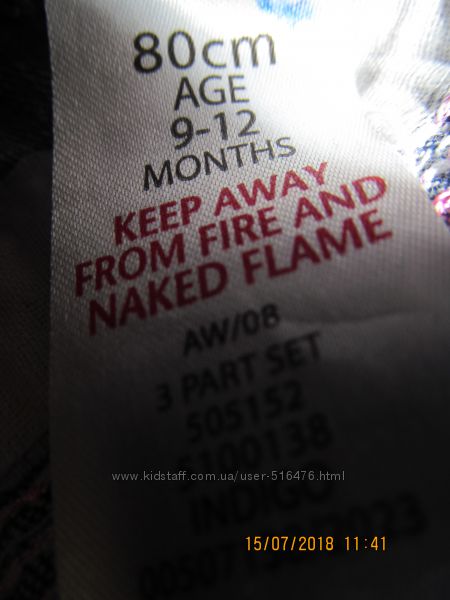 80cm
AGE
9-12
MONTHS
KEEP AWAY
FROM FIRE AND
NAKED FLAME
AW/08
3 PART SET
505152
5100138
www.kidstaff.com.ua/user-516476.html
INDIGO
15/07/2018 11:41